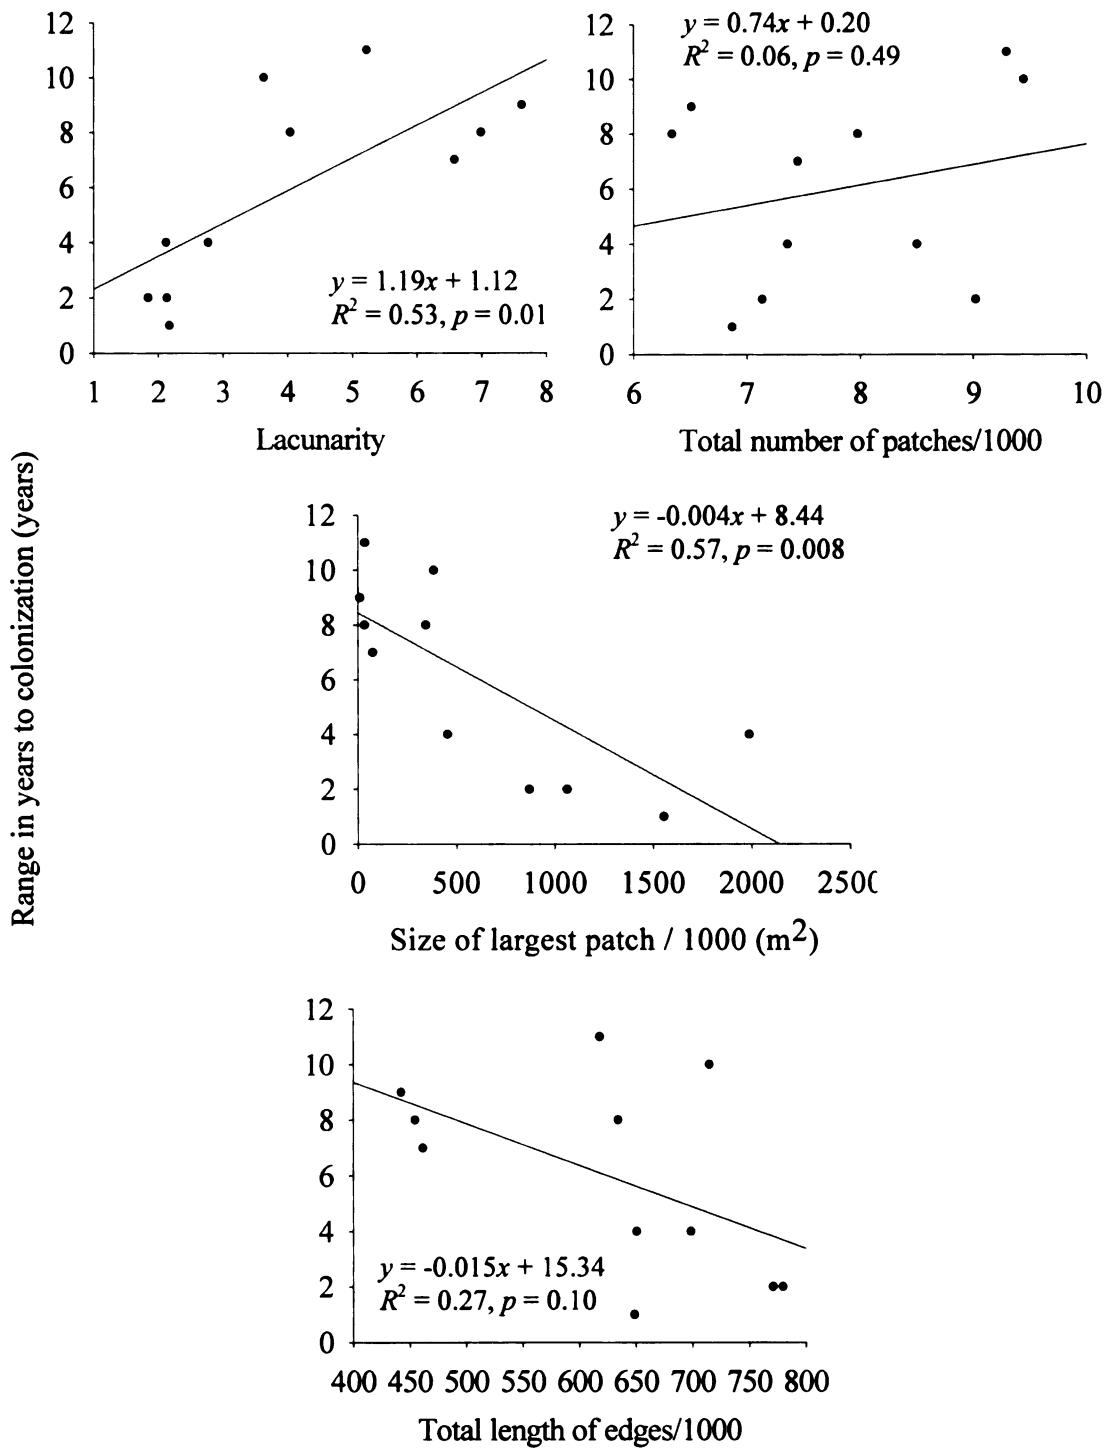 Range in years to colonization (years)
12
10
8
6
4
2
0
y = 1.19x + 1.12
R² = 0.53, p = 0.01
1 2 3 4 5 6 7 8
Lacunarity
12
10
8
6
4
2
0
y = 0.74x + 0.20
R² = 0.06, p = 0.49
6 7 8 9 10
Total number of patches/1000
12
10
8
6
4
2
0
y = -0.004x + 8.44
R² = 0.57, p = 0.008
0 500 1000 1500 2000 2500
Size of largest patch / 1000 (m²)
12
10
8
6
4
2
0
y = -0.015x + 15.34
R² = 0.27, p = 0.10
400 450 500 550 600 650 700 750 800
Total length of edges/1000